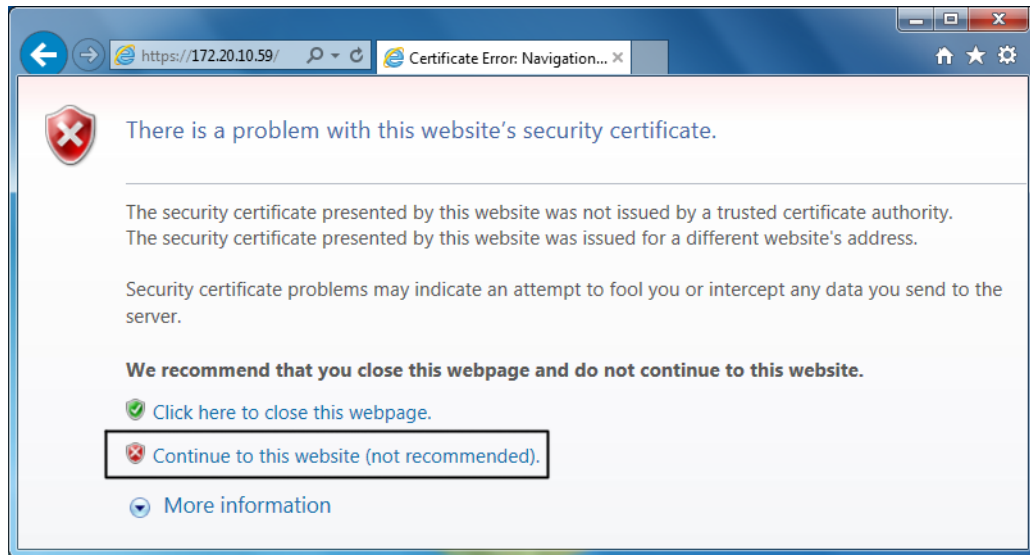 https://172.20.10.59/
Certificate Error: Navigation...
There is a problem with this website's security certificate.
The security certificate presented by this website was not issued by a trusted certificate authority.
The security certificate presented by this website was issued for a different website's address.
Security certificate problems may indicate an attempt to fool you or intercept any data you send to the
server.
We recommend that you close this webpage and do not continue to this website.
Click here to close this webpage.
Continue to this website (not recommended).
More information